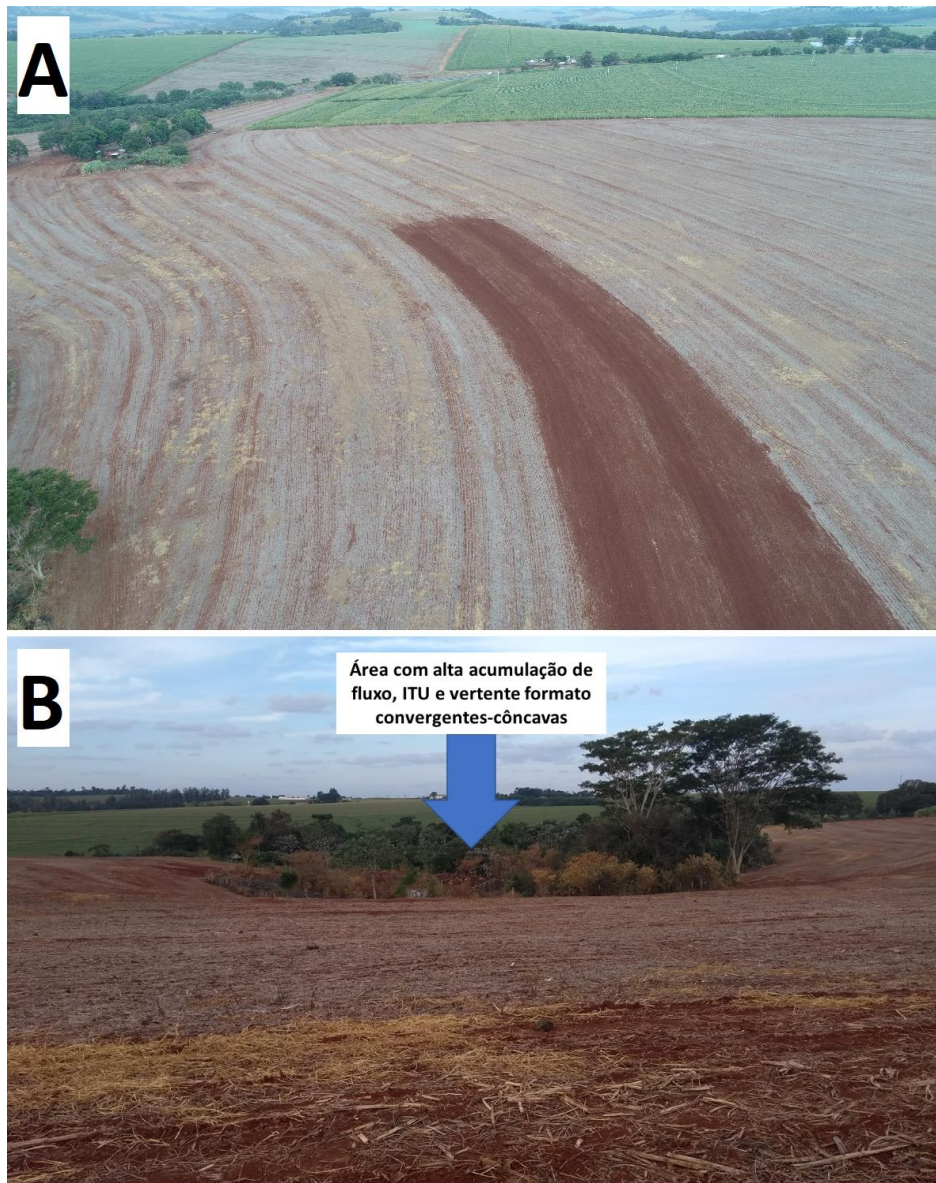 A
B
Área com alta acumulação de
fluxo, ITU e vertente formato
convergentes-côncavas